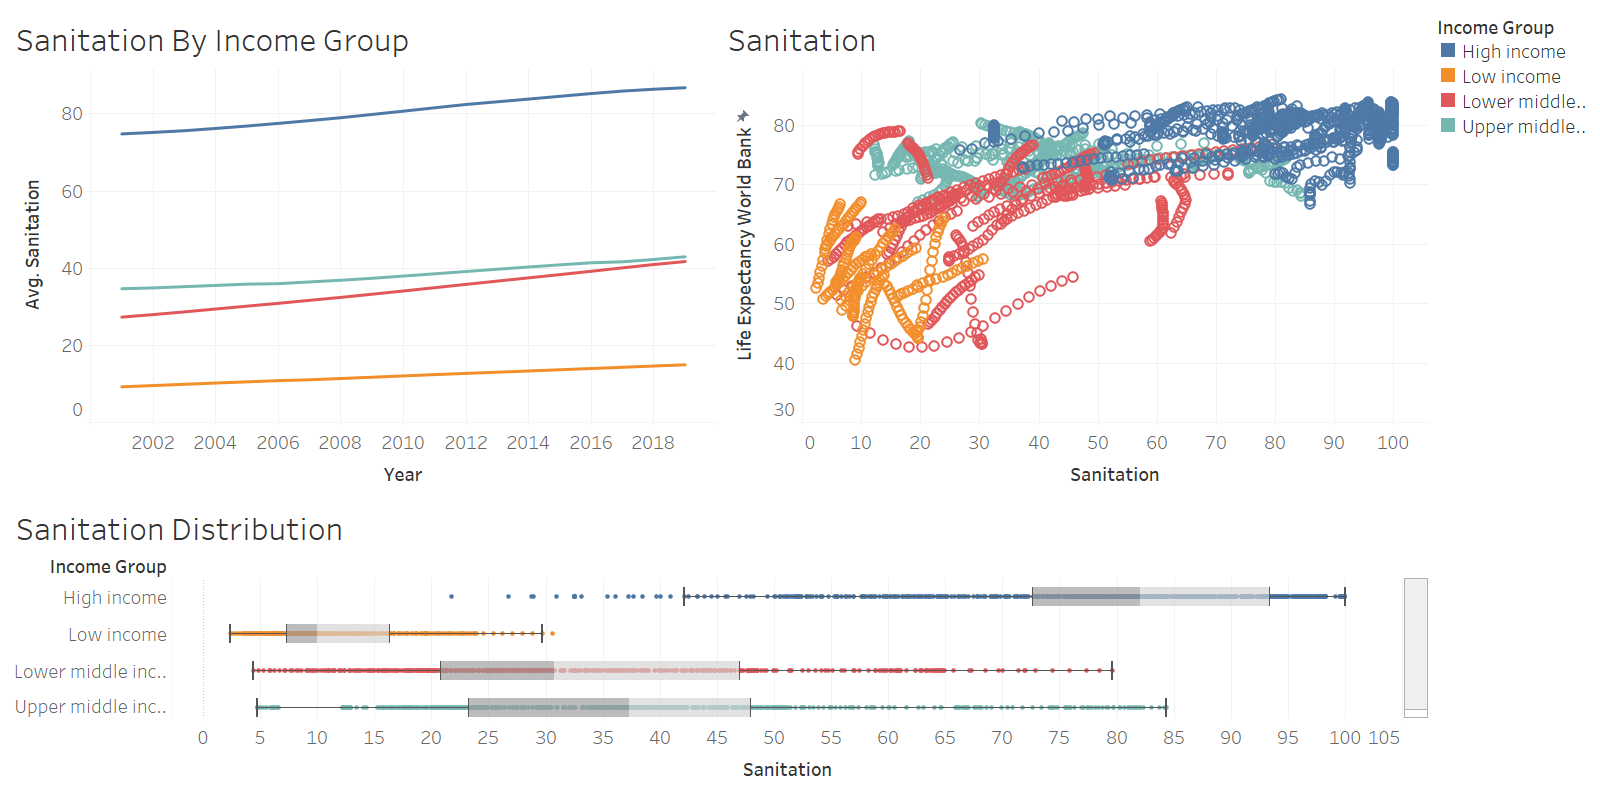 Sanitation By Income Group
Avg. Sanitation
80
60
40
20
0
2002 2004 2006 2008 2010 2012 2014 2016 2018
Year
Sanitation
Life Expectancy World Bank
80
70
60
50
40
30
0 10 20 30 40 50 60 70 80 90 100
Sanitation
Income Group
High income
Low income
Lower middle..
Upper middle..
Sanitation Distribution
Income Group
High income
Low income
Lower middle inc..
Upper middle inc..
0 5 10 15 20 25 30 35 40 45 50 55 60 65 70 75 80 85 90 95 100 105
Sanitation